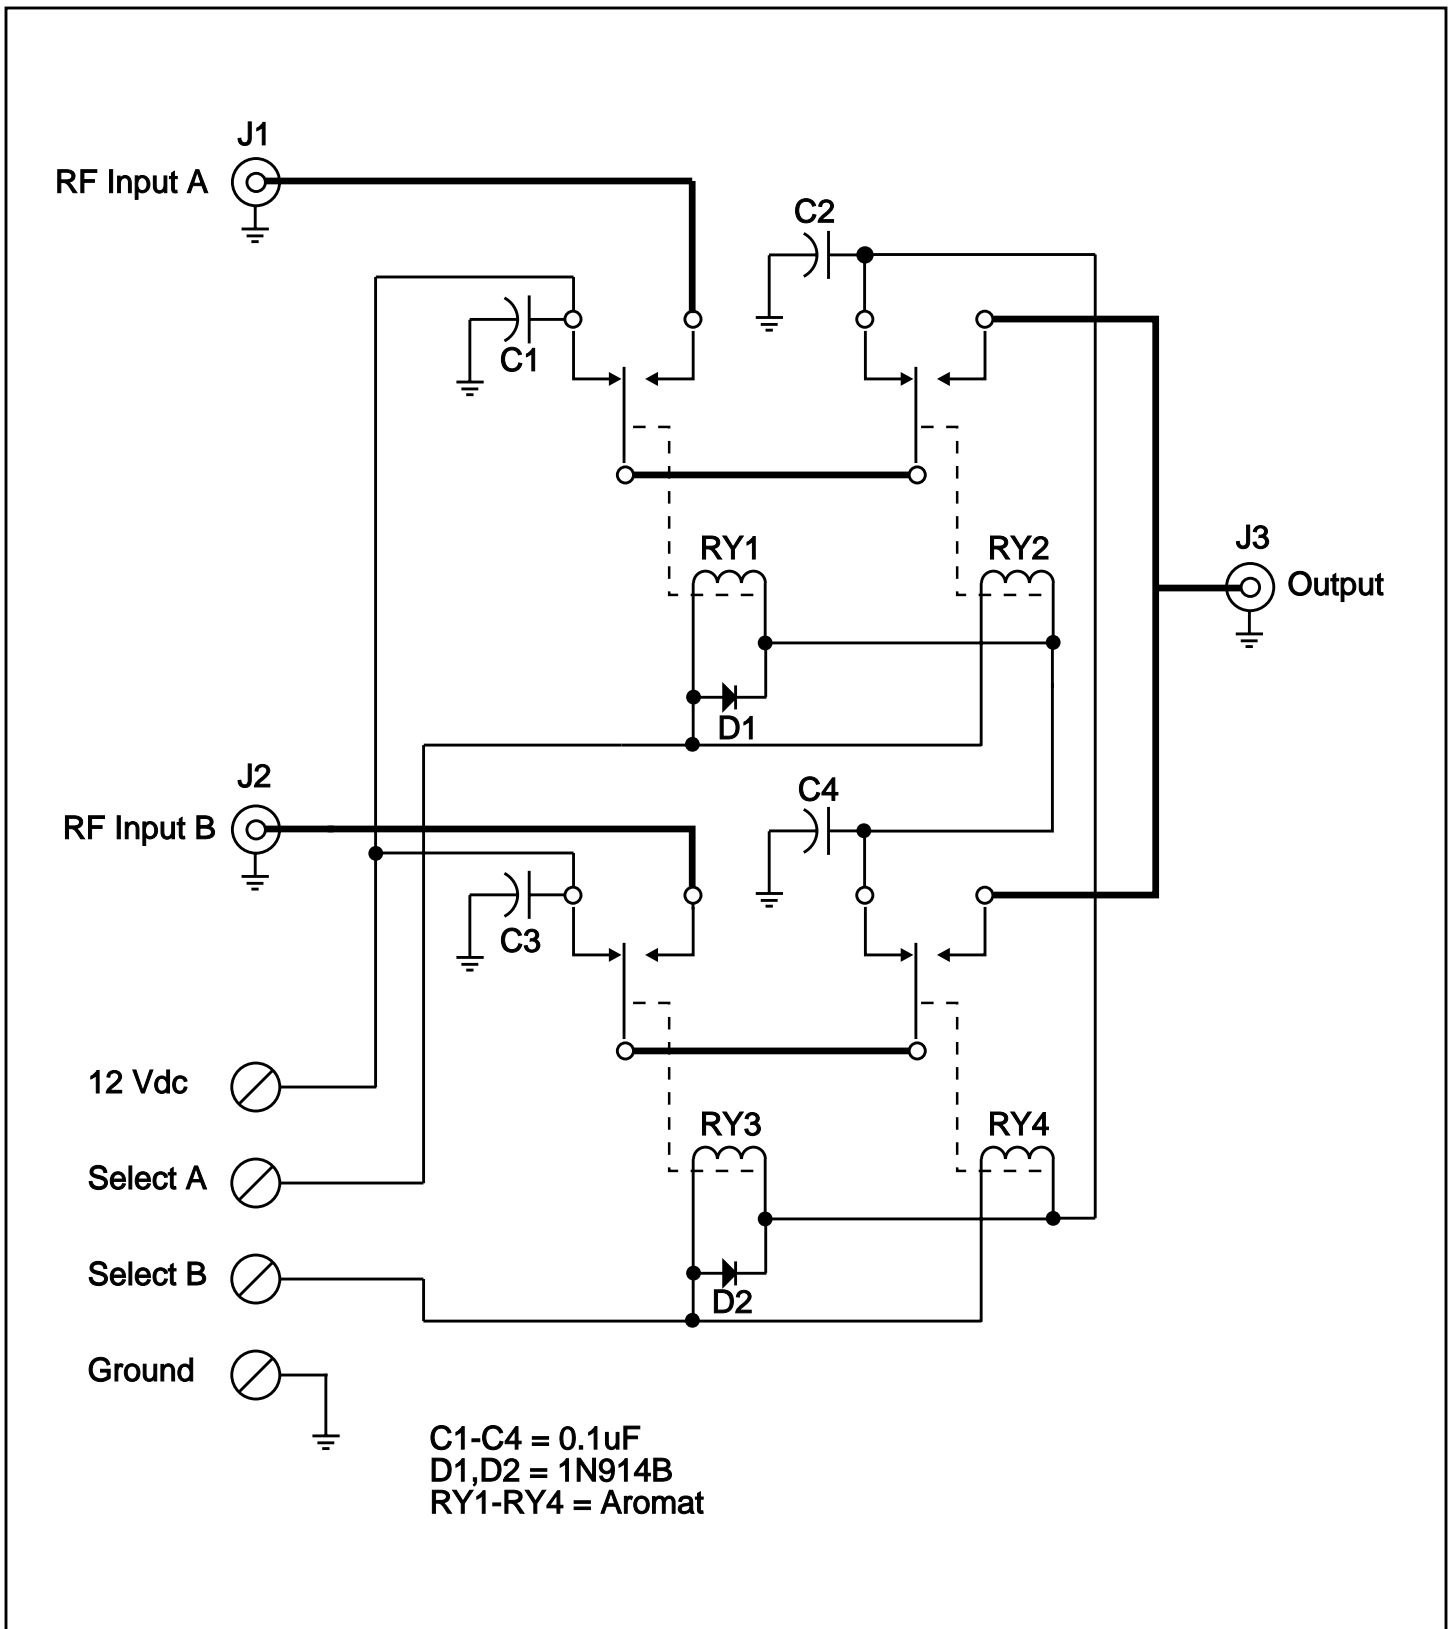 J1
RF Input A
C2
C1
RY1
RY2
J3
Output
D1
J2
RF Input B
C4
C3
12 Vdc
RY3
RY4
Select A
Select B
D2
Ground
C1-C4 = 0.1uF
D1,D2 = 1N914B
RY1-RY4 = Aromat